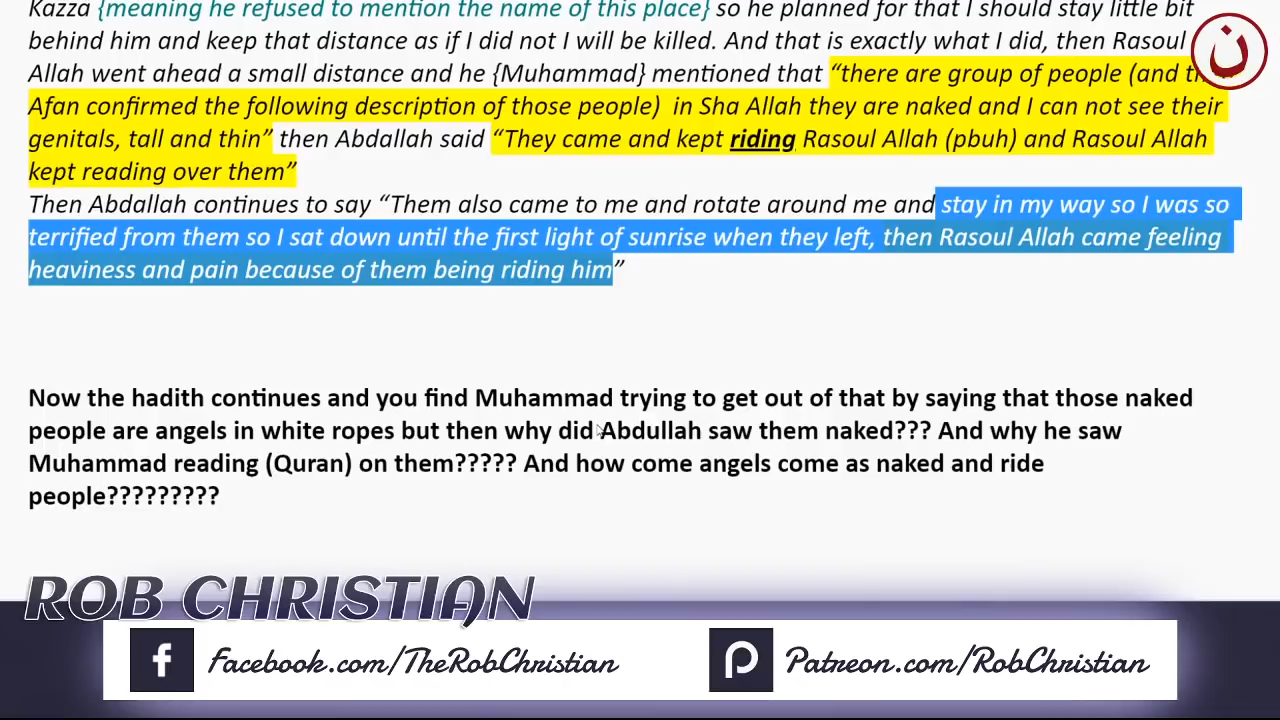 Kazza {meaning he refused to mention the name of this place} so he planned for that I should stay little bit
behind him and keep that distance as if I did not I will be killed. And that is exactly what I did, then Rasoul
Allah went ahead a small distance and he {Muhammad} mentioned that “there are group of people (and
Afan confirmed the following description of those people) in Sha Allah they are naked and I can not see their
genitals, tall and thin” then Abdallah said “They came and kept riding Rasoul Allah (pbuh) and Rasoul Allah
kept reading over them”
Then Abdallah continues to say “Them also came to me and rotate around me and stay in my way so I was so
terrified from them so I sat down until the first light of sunrise when they left, then Rasoul Allah came feeling
heaviness and pain because of them being riding him”
ن
Now the hadith continues and you find Muhammad trying to get out of that by saying that those naked
people are angels in white ropes but then why did Abdullah saw them naked??? And why he saw
Muhammad reading (Quran) on them????? And how come angels come as naked and ride
people?????????
ROB CHRISTIAN
f Facebook.com/TheRobChristian
Patreon.com/RobChristian